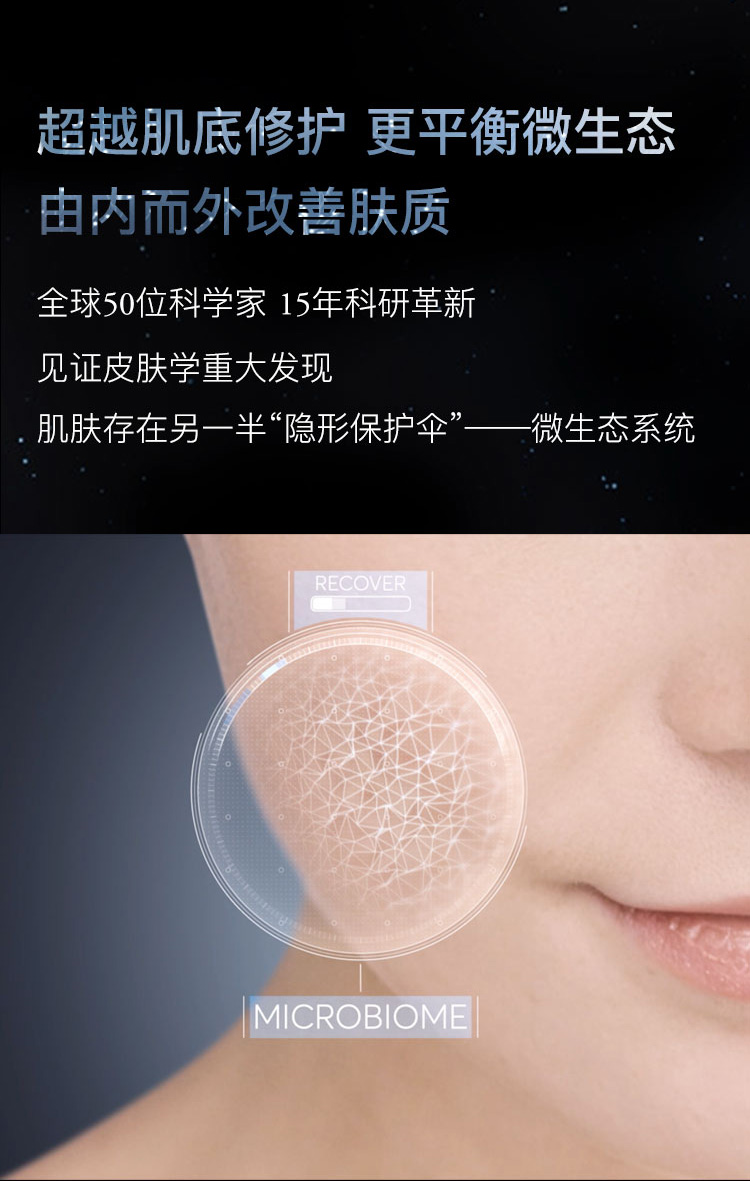 超越肌底修护 更平衡微生态
由内而外改善肤质
全球50位科学家 15年科研革新
见证皮肤学重大发现
肌肤存在另一半“隐形保护伞”——微生态系统
RECOVER
MICROBIOME